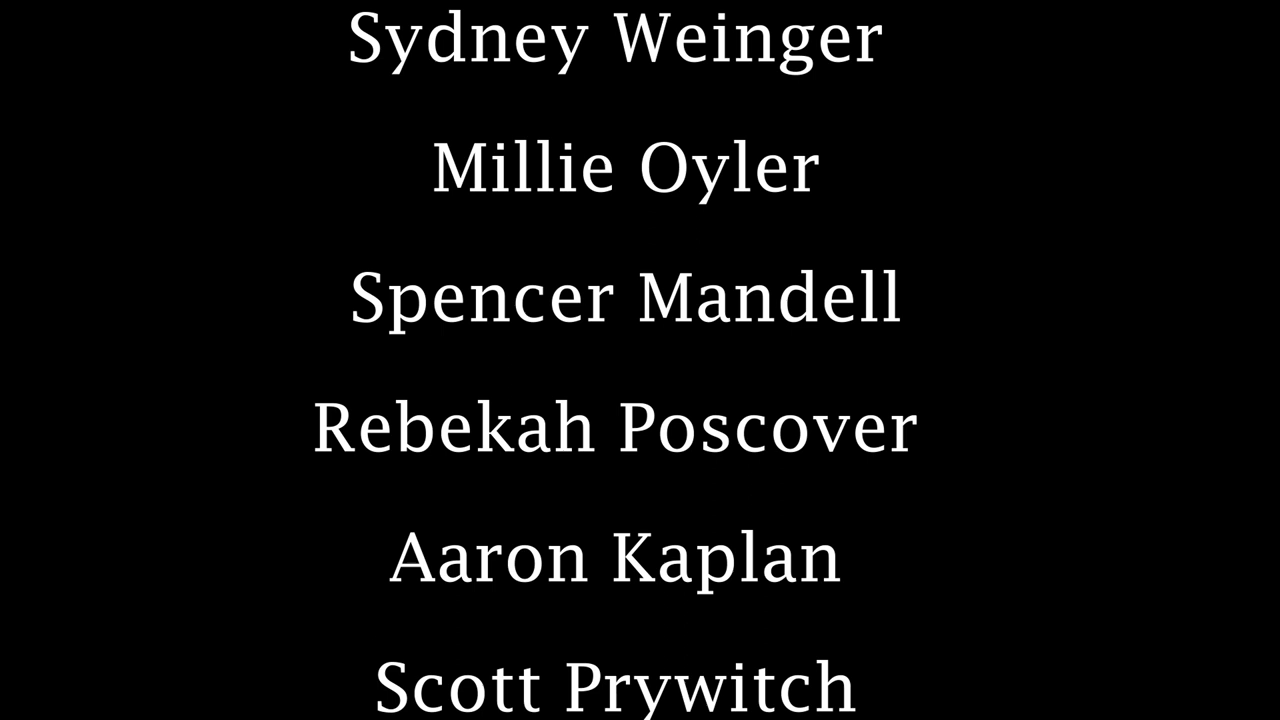 Sydney Weinger
Millie Oyler
Spencer Mandell
Rebekah Poscover
Aaron Kaplan
Scott Prywitch